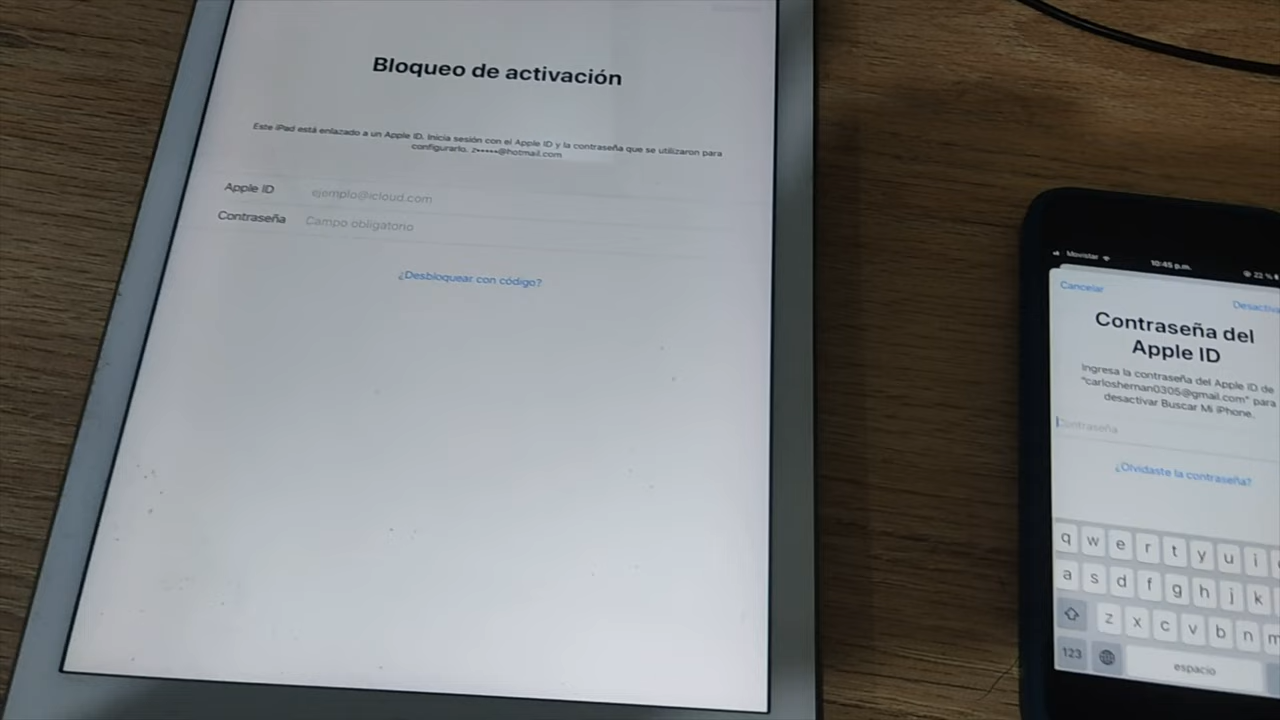 Bloqueo de activación
Este iPad está enlazado a un Apple ID. Inicia sesión con el Apple ID y la contraseña que se utilizaron para
configurarlo. z•••••@hotmail.com
Apple ID ejemplo@icloud.com
Contraseña Campo obligatorio
¿Desbloquear con código?
Movistar 10:45 p.m. 22 %
Cancelar Desactiva
Contraseña del
Apple ID
Ingresa la contraseña del Apple ID de
"carloshernan0305@gmail.com" para
desactivar Buscar Mi iPhone.
Contraseña
¿Olvidaste la contraseña?
q w e r t y u i
a s d f g h j k
z x c v b n m
123 espacio